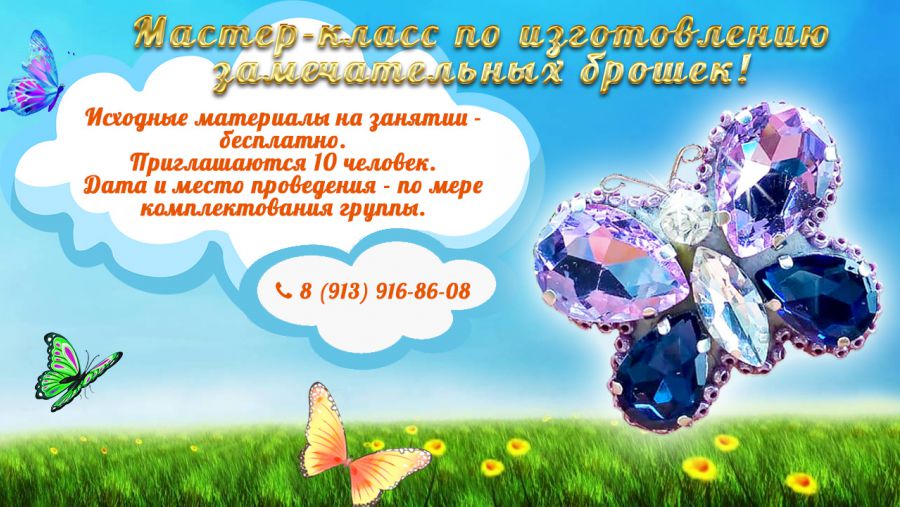 Мастер-класс по изготовлению
замечательных брошек!
Исходные материалы на занятии -
бесплатно.
Приглашаются 10 человек.
Дата и место проведения - по мере
комплектования группы.
8 (913) 916-86-08